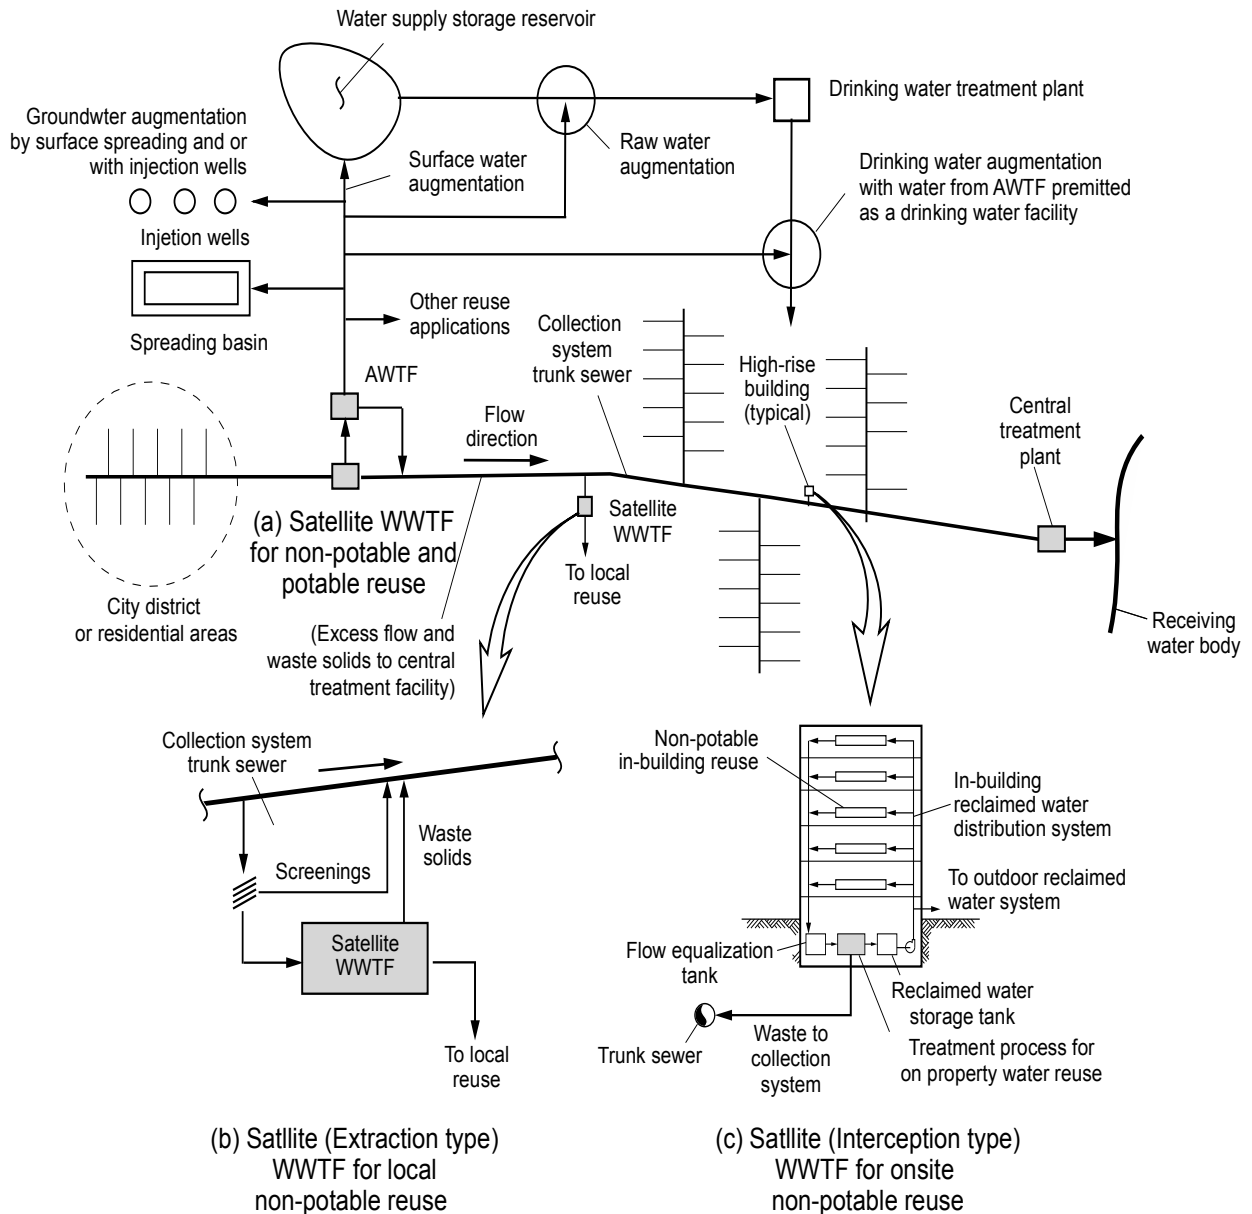 Water supply storage reservoir
Groundwter augmentation
by surface spreading and or
with injection wells
Surface water
augmentation
Raw water
augmentation
Drinking water treatment plant
Drinking water augmentation
with water from AWTF premitted
as a drinking water facility
Injetion wells
Spreading basin
Other reuse
applications
AWTF
Flow
direction
Collection
system
trunk sewer
High-rise
building
(typical)
Central
treatment
plant
(a) Satellite WWTF
for non-potable and
potable reuse
Satellite
WWTF
To local
reuse
City district
or residential areas
(Excess flow and
waste solids to central
treatment facility)
Receiving
water body
Collection system
trunk sewer
Waste
solids
Screenings
Satellite
WWTF
To local
reuse
Non-potable
in-building reuse
In-building
reclaimed water
distribution system
To outdoor reclaimed
water system
Flow equalization
tank
Reclaimed water
storage tank
Trunk sewer
Waste to
collection
system
Treatment process for
on property water reuse
(b) Satllite (Extraction type)
WWTF for local
non-potable reuse
(c) Satllite (Interception type)
WWTF for onsite
non-potable reuse